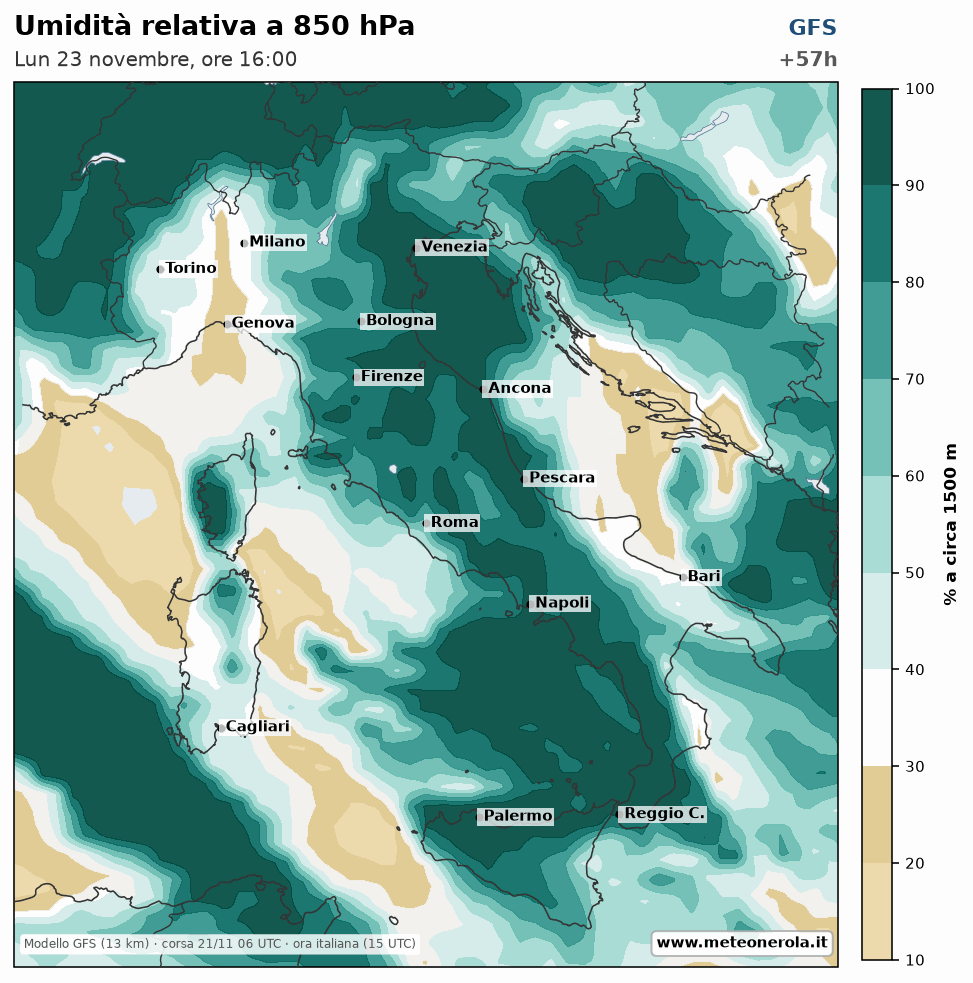 Umidità relativa a 850 hPa
GFS
Lun 23 novembre, ore 16:00
+57h
100
90
80
70
60
50
40
30
20
10
% a circa 1500 m
Milano
Venezia
Torino
Genova
Bologna
Firenze
Ancona
Pescara
Roma
Bari
Napoli
Cagliari
Palermo
Reggio C.
Modello GFS (13 km) · corsa 21/11 06 UTC · ora italiana (15 UTC)
www.meteonerola.it